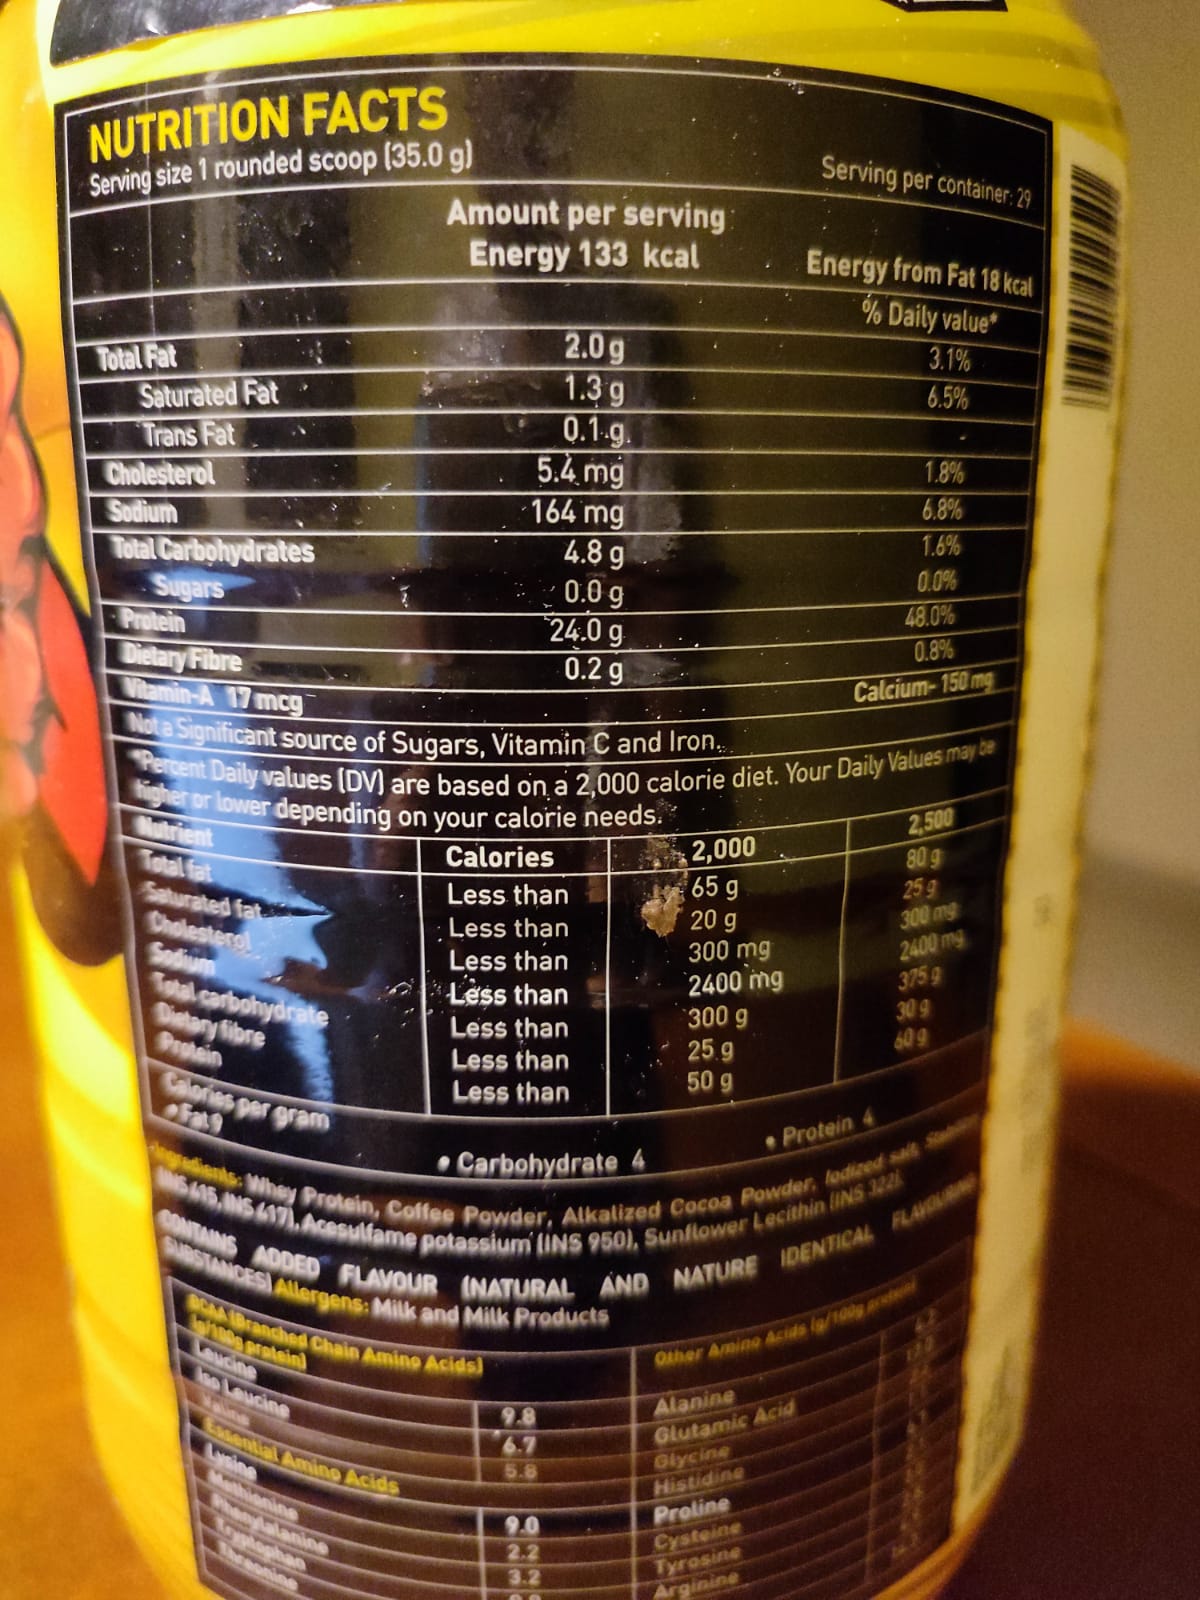 NUTRITION FACTS
Serving size 1 rounded scoop (35.0 g)
Serving per container: 29
Amount per serving
Energy 133 kcal
Energy from Fat 18 kcal
% Daily value*
Total Fat 2.0 g 3.1%
Saturated Fat 1.3 g 6.5%
Trans Fat 0.1 g -
Cholesterol 5.4 mg 1.8%
Sodium 164 mg 6.8%
Total Carbohydrates 4.8 g 1.6%
Sugars 0.0 g 0.0%
Protein 24.0 g 48.0%
Dietary Fibre 0.2 g 0.8%
Vitamin-A 17 mcg Calcium- 150 mg
Not a Significant source of Sugars, Vitamin C and Iron.
*Percent Daily values (DV) are based on a 2,000 calorie diet. Your Daily Values may be
higher or lower depending on your calorie needs.
Nutrient Calories 2,000 2,500
Total fat Less than 65 g 80 g
Saturated fat Less than 20 g 25 g
Cholesterol Less than 300 mg 300 mg
Sodium Less than 2400 mg 2400 mg
Total carbohydrate Less than 300 g 375 g
Dietary fibre Less than 25 g 30 g
Protein Less than 50 g 60 g
Calories per gram
• Fat 9 • Carbohydrate 4 • Protein 4
Ingredients: Whey Protein, Coffee Powder, Alkalized Cocoa Powder, Iodized salt,
INS 415, INS 417), Acesulfame potassium (INS 950), Sunflower Lecithin (INS 322).
CONTAINS ADDED FLAVOUR (NATURAL AND NATURE IDENTICAL FLAVOURING
SUBSTANCES) Allergens: Milk and Milk Products
BCAA (Branched Chain Amino Acids)
(g/100g protein)
Leucine 9.8
Iso Leucine 6.7
Valine 5.8
Essential Amino Acids
Lysine 9.0
Methionine 2.2
Phenylalanine 3.2
Tryptophan
Threonine
Other Amino Acids (g/100g protein)
Alanine
Glutamic Acid
Glycine
Histidine
Proline
Cysteine
Tyrosine
Arginine